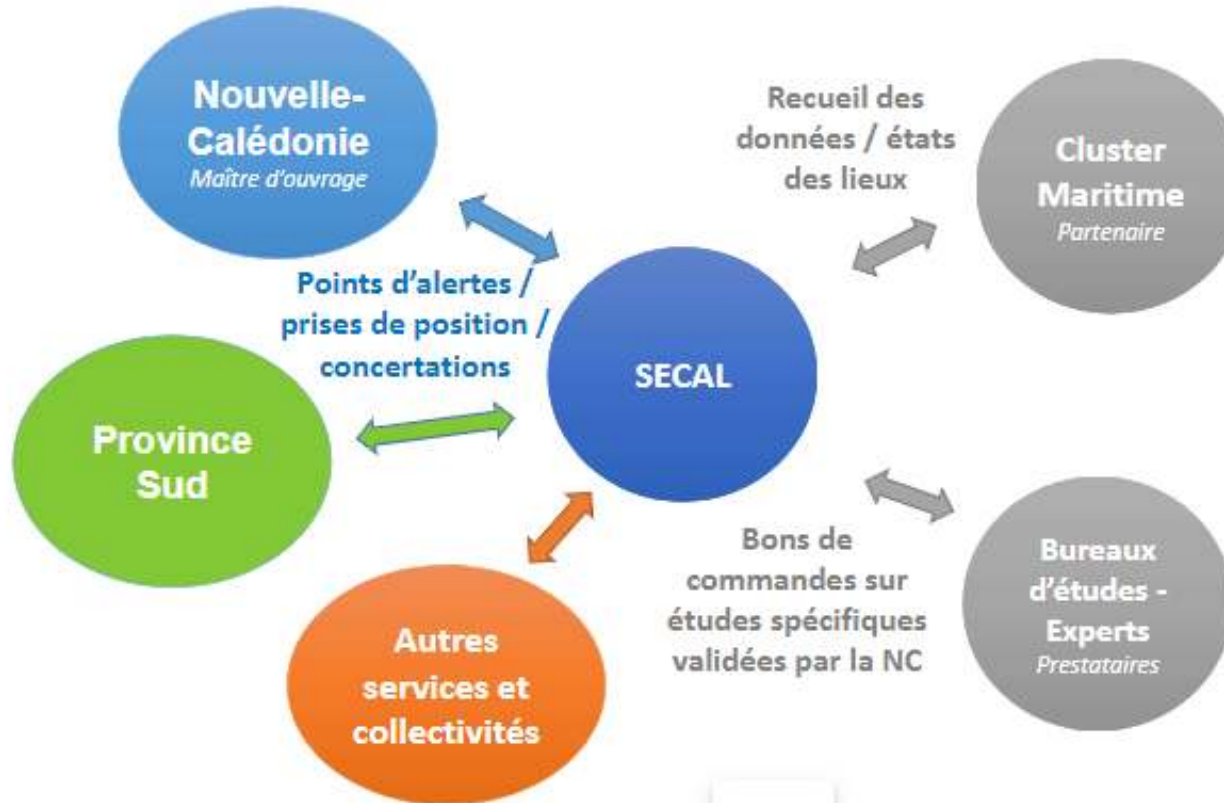 Nouvelle-
Calédonie
Maître d'ouvrage
Recueil des
données / états
des lieux
Cluster
Maritime
Partenaire
Points d'alertes /
prises de position /
concertations
SECAL
Province
Sud
Autres
services et
collectivités
Bons de
commandes sur
études spécifiques
validées par la NC
Bureaux
d'études -
Experts
Prestataires